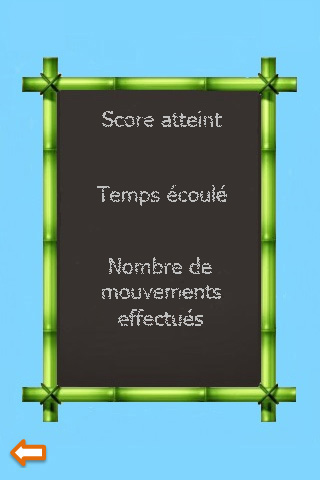 Score atteint
Temps écoulé
Nombre de
mouvements
effectués